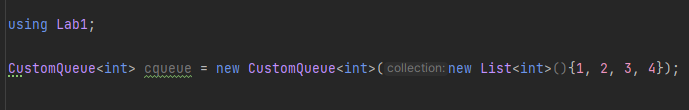 using Lab1;
CustomQueue<int> cqueue = new CustomQueue<int>(collection: new List<int>(){1, 2, 3, 4});